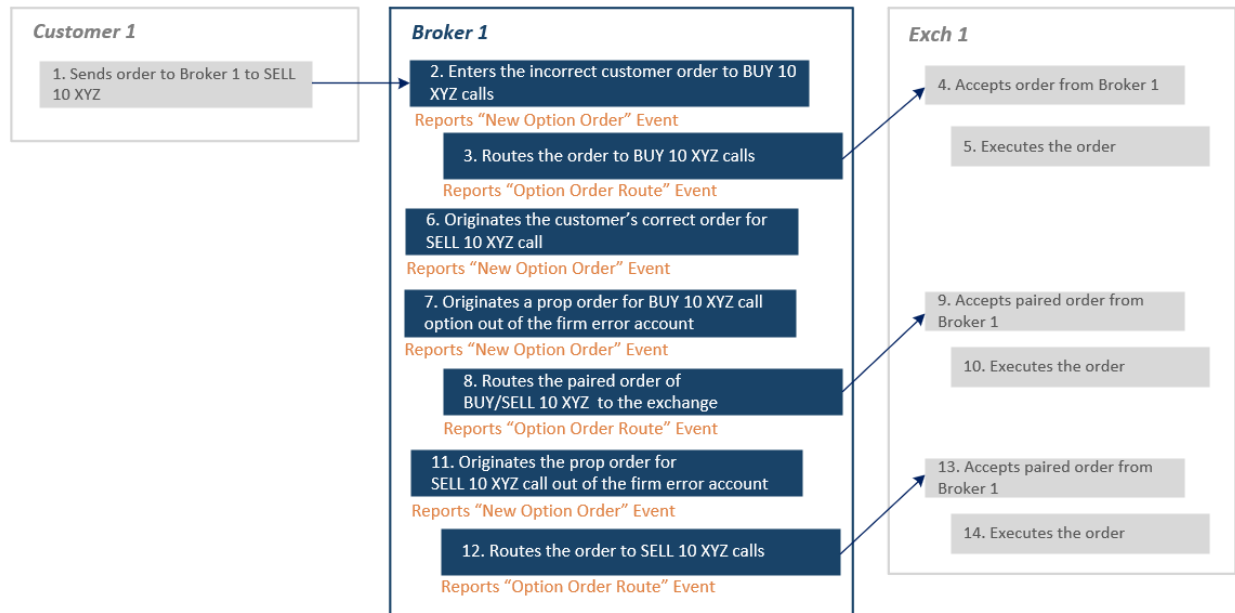 Customer 1
1. Sends order to Broker 1 to SELL
10 XYZ
Broker 1
2. Enters the incorrect customer order to BUY 10
XYZ calls
Reports “New Option Order” Event
3. Routes the order to BUY 10 XYZ calls
Reports “Option Order Route” Event
6. Originates the customer’s correct order for
SELL 10 XYZ call
Reports “New Option Order” Event
7. Originates a prop order for BUY 10 XYZ call
option out of the firm error account
Reports “New Option Order” Event
8. Routes the paired order of
BUY/SELL 10 XYZ to the exchange
Reports “Option Order Route” Event
11. Originates the prop order for
SELL 10 XYZ call out of the firm error account
Reports “New Option Order” Event
12. Routes the order to SELL 10 XYZ calls
Reports “Option Order Route” Event
Exch 1
4. Accepts order from Broker 1
5. Executes the order
9. Accepts paired order from
Broker 1
10. Executes the order
13. Accepts paired order from
Broker 1
14. Executes the order